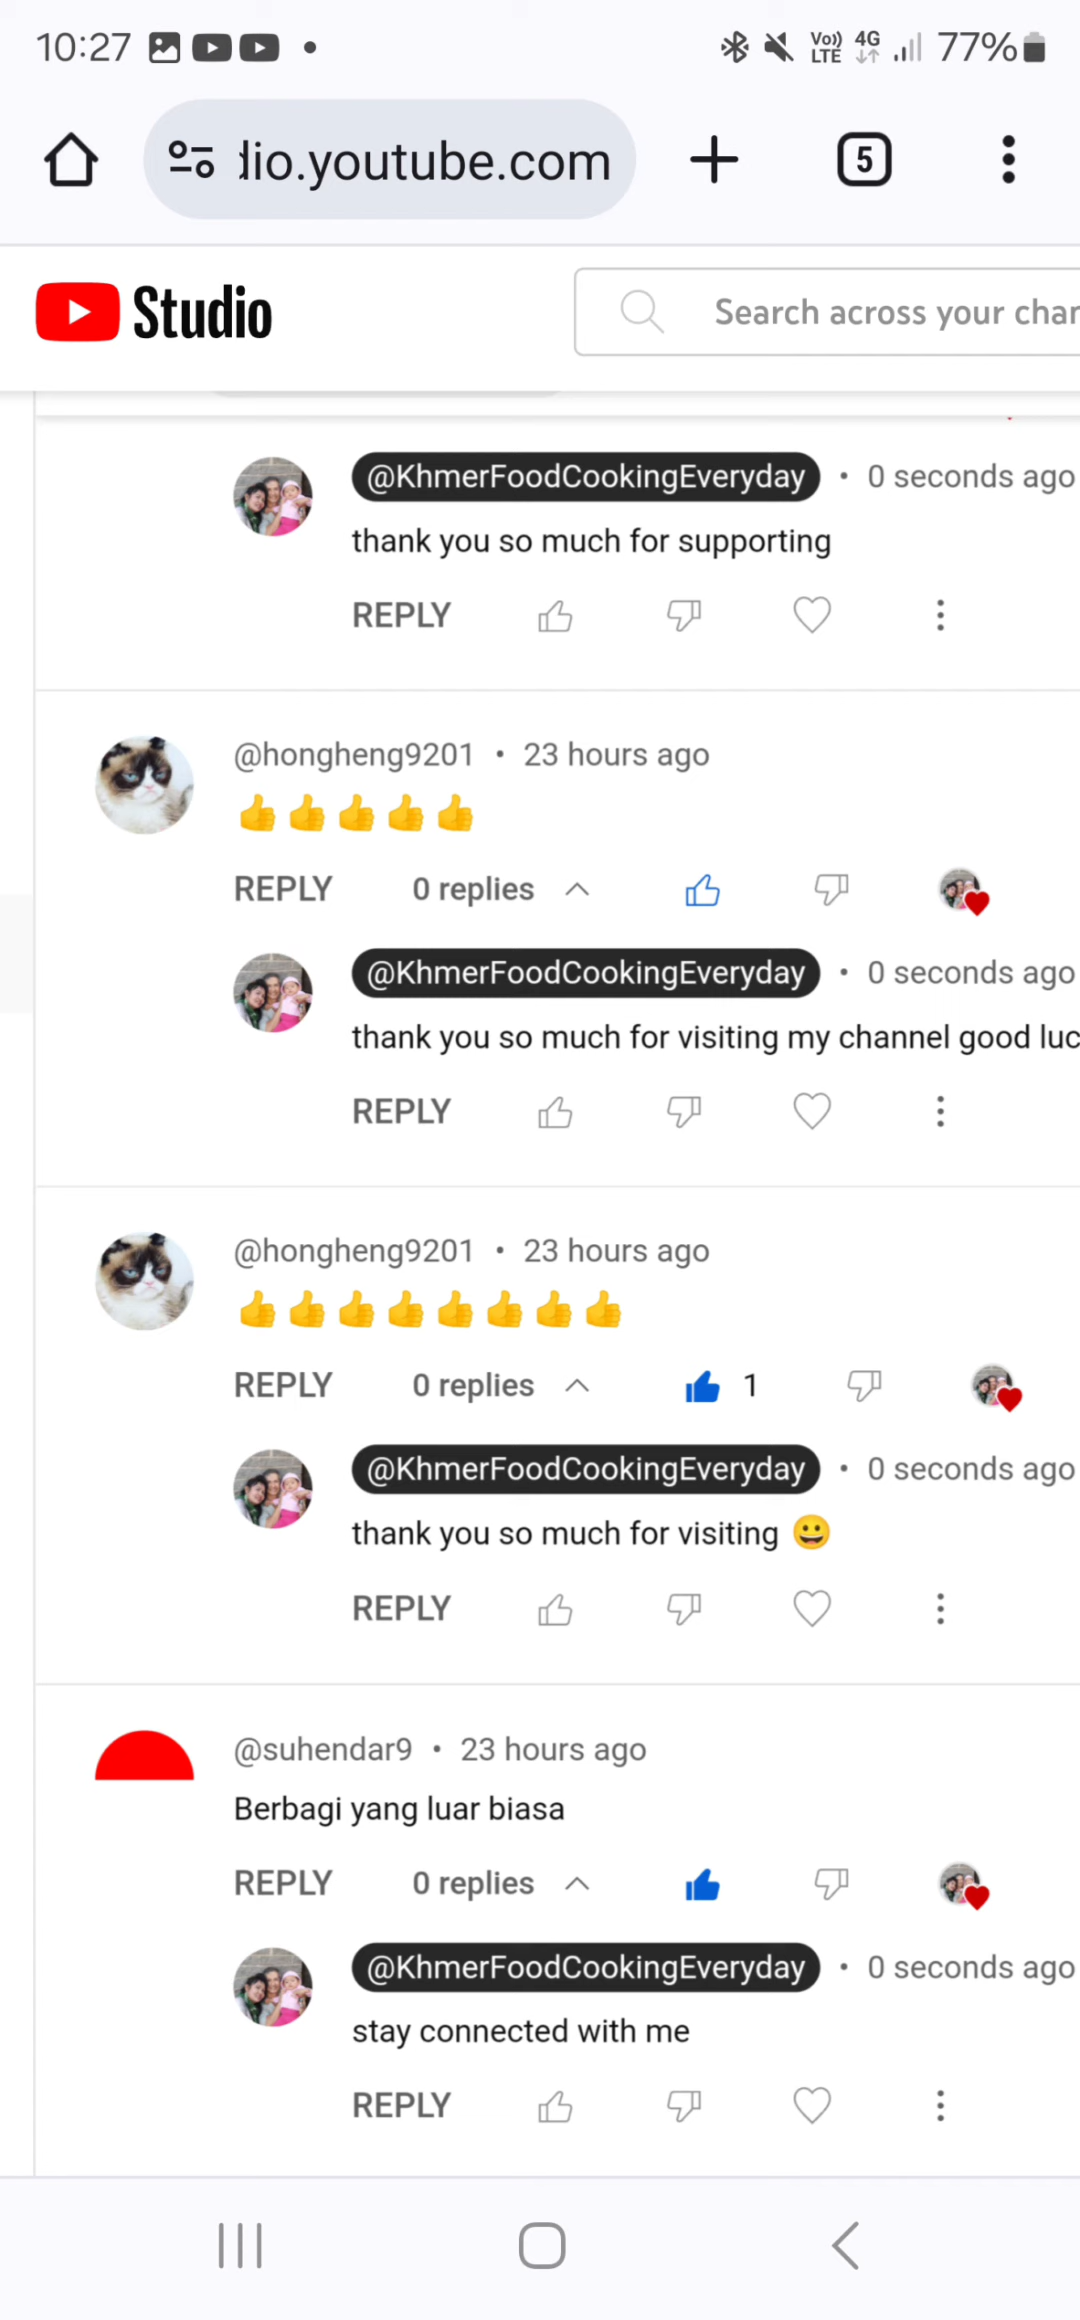 10:27
Vo)) LTE 4G 77%
dio.youtube.com
5
Studio
Search across your char
@KhmerFoodCookingEveryday • 0 seconds ago
thank you so much for supporting
REPLY
@hongheng9201 • 23 hours ago
👍👍👍👍👍
REPLY 0 replies
@KhmerFoodCookingEveryday • 0 seconds ago
thank you so much for visiting my channel good luc
REPLY
@hongheng9201 • 23 hours ago
👍👍👍👍👍👍👍👍
REPLY 0 replies 1
@KhmerFoodCookingEveryday • 0 seconds ago
thank you so much for visiting 😀
REPLY
@suhendar9 • 23 hours ago
Berbagi yang luar biasa
REPLY 0 replies
@KhmerFoodCookingEveryday • 0 seconds ago
stay connected with me
REPLY